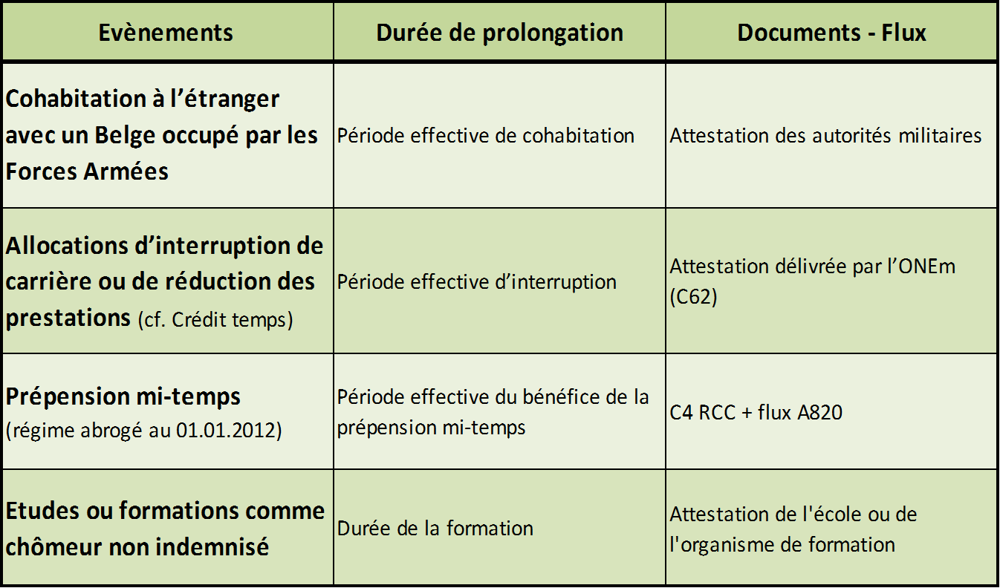 Evènements
Durée de prolongation
Documents - Flux
Cohabitation à l’étranger
avec un Belge occupé par les
Forces Armées
Période effective de cohabitation
Attestation des autorités militaires
Allocations d’interruption de
carrière ou de réduction des
prestations (cf. Crédit temps)
Période effective d’interruption
Attestation délivrée par l’ONEm
(C62)
Prépension mi-temps
(régime abrogé au 01.01.2012)
Période effective du bénéfice de la
prépension mi-temps
C4 RCC + flux A820
Etudes ou formations comme
chômeur non indemnisé
Durée de la formation
Attestation de l'école ou de
l'organisme de formation